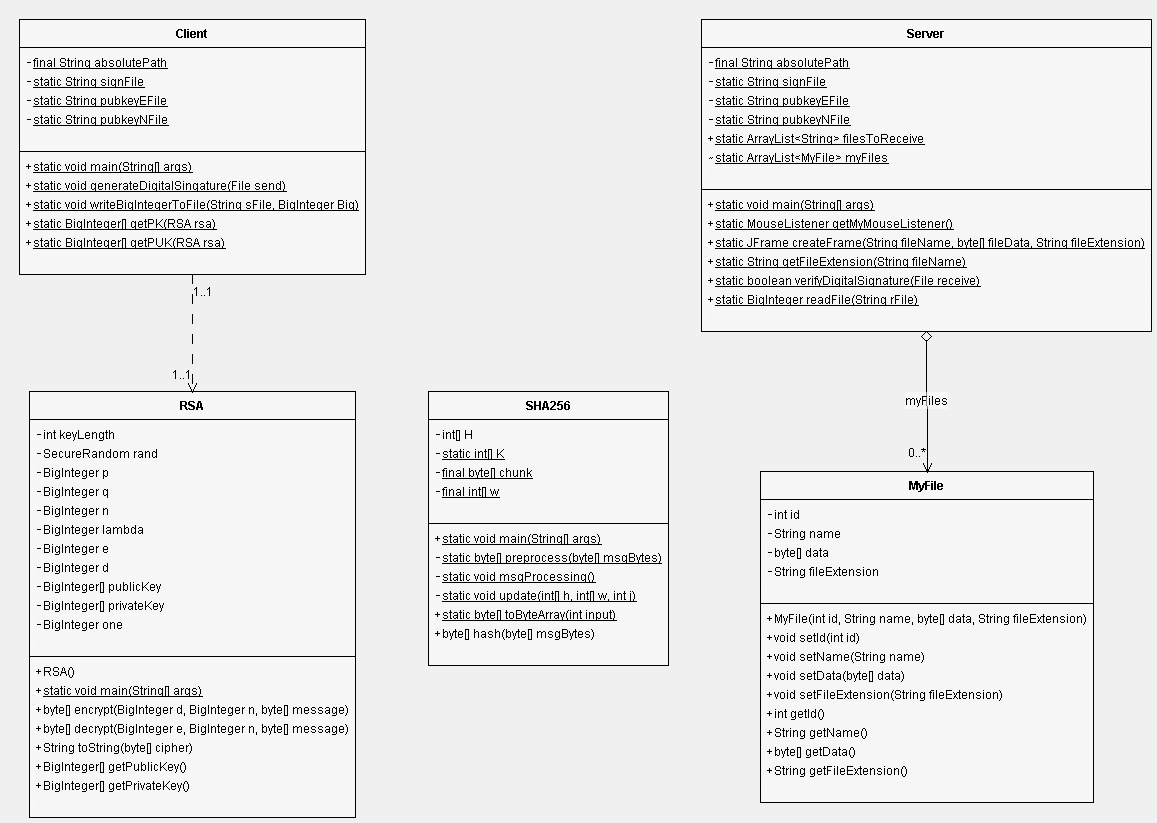 Client
-final String absolutePath
-static String signFile
-static String pubkeyEFile
-static String pubkeyNFile
+static void main(String[] args)
+static void generateDigitalSingature(File send)
+static void writeBigIntegerToFile(String sFile, BigInteger Big)
+static BigInteger[] getPK(RSA rsa)
+static BigInteger[] getPUK(RSA rsa)
1..1
1..1
RSA
-int keyLength
-SecureRandom rand
-BigInteger p
-BigInteger q
-BigInteger n
-BigInteger lambda
-BigInteger e
-BigInteger d
-BigInteger[] publicKey
-BigInteger[] privateKey
-BigInteger one
+RSA()
+static void main(String[] args)
+byte[] encrypt(BigInteger d, BigInteger n, byte[] message)
+byte[] decrypt(BigInteger e, BigInteger n, byte[] message)
+String toString(byte[] cipher)
+BigInteger[] getPublicKey()
+BigInteger[] getPrivateKey()
SHA256
-int[] H
-static int[] K
-final byte[] chunk
-final int[] w
+static void main(String[] args)
-static byte[] preprocess(byte[] msgBytes)
-static void msgProcessing()
-static void update(int[] h, int[] w, int j)
+static byte[] toByteArray(int input)
+byte[] hash(byte[] msgBytes)
Server
-final String absolutePath
-static String signFile
-static String pubkeyEFile
-static String pubkeyNFile
+static ArrayList<String> filesToReceive
~static ArrayList<MyFile> myFiles
+static void main(String[] args)
+static MouseListener getMyMouseListener()
+static JFrame createFrame(String fileName, byte[] fileData, String fileExtension)
+static String getFileExtension(String fileName)
+static boolean verifyDigitalSignature(File receive)
+static BigInteger readFile(String rFile)
myFiles
0..*
MyFile
-int id
-String name
-byte[] data
-String fileExtension
+MyFile(int id, String name, byte[] data, String fileExtension)
+void setId(int id)
+void setName(String name)
+void setData(byte[] data)
+void setFileExtension(String fileExtension)
+int getId()
+String getName()
+byte[] getData()
+String getFileExtension()